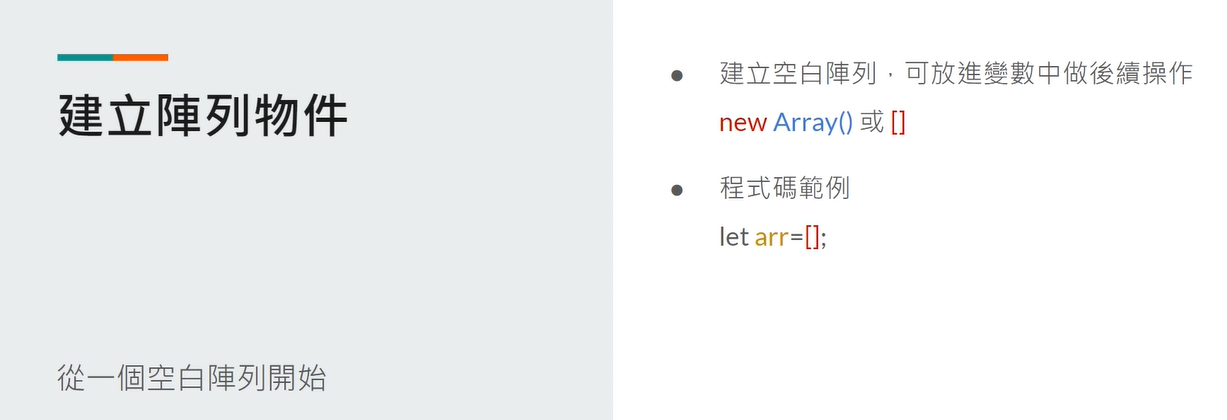 建立陣列物件
從一個空白陣列開始
● 建立空白陣列，可放進變數中做後續操作
new Array() 或 []
● 程式碼範例
let arr=[];